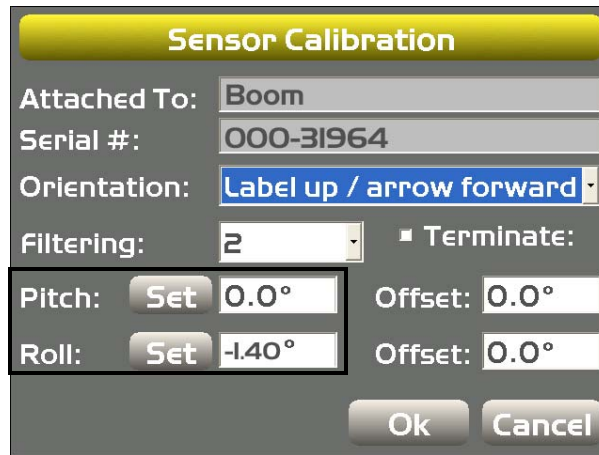 Sensor Calibration
Attached To: Boom
Serial #: 000-31964
Orientation: Label up / arrow forward
Filtering: 2 Terminate:
Pitch: Set 0.0° Offset: 0.0°
Roll: Set -1.40° Offset: 0.0°
Ok Cancel